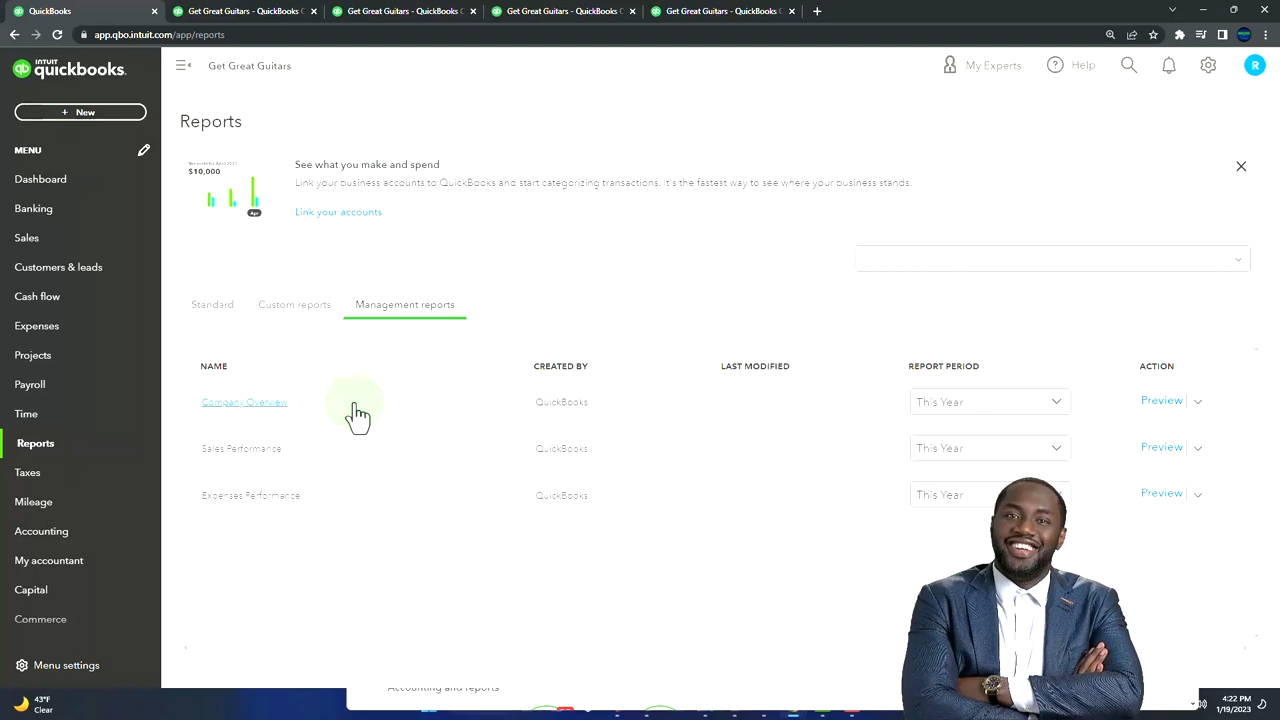 qbo.intuit.com
Get Great Guitars - QuickBooks C
Get Great Guitars - QuickBooks C
Get Great Guitars - QuickBooks C
Get Great Guitars - QuickBooks C
app.qbo.intuit.com/app/reports
INTUIT
quickbooks.
Get Great Guitars
My Experts
? Help
R
+ New
MENU
Dashboard
Banking
Sales
Customers & leads
Cash flow
Expenses
Projects
Payroll
Time
Reports
Taxes
Mileage
Accounting
My accountant
Capital
Commerce
Menu settings
Reports
$10,000
Apr
See what you make and spend
Link your business accounts to QuickBooks and start categorizing transactions. It's the fastest way to see where your business stands.
Link your accounts
Standard Custom reports Management reports
NAME CREATED BY LAST MODIFIED REPORT PERIOD ACTION
Company Overview QuickBooks This Year Preview
Sales Performance QuickBooks This Year Preview
Expenses Performance QuickBooks This Year Preview
Accounting and reports
43°F
Clear
4:22 PM
1/19/2023